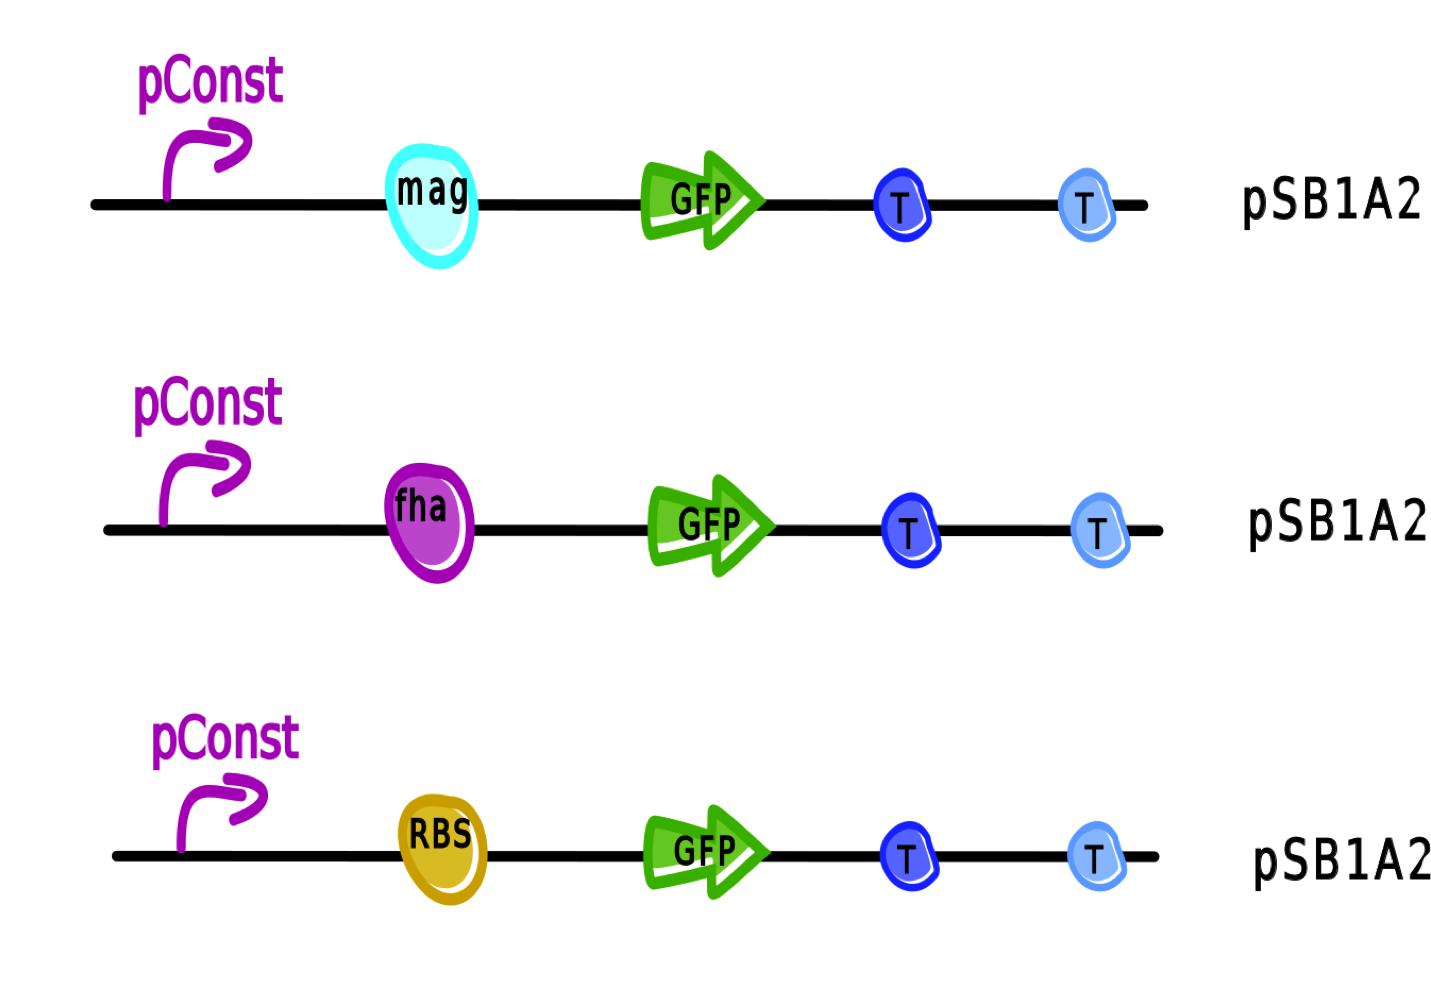 pConst
mag GFP T T pSB1A2
pConst
fha GFP T T pSB1A2
pConst
RBS GFP T T pSB1A2